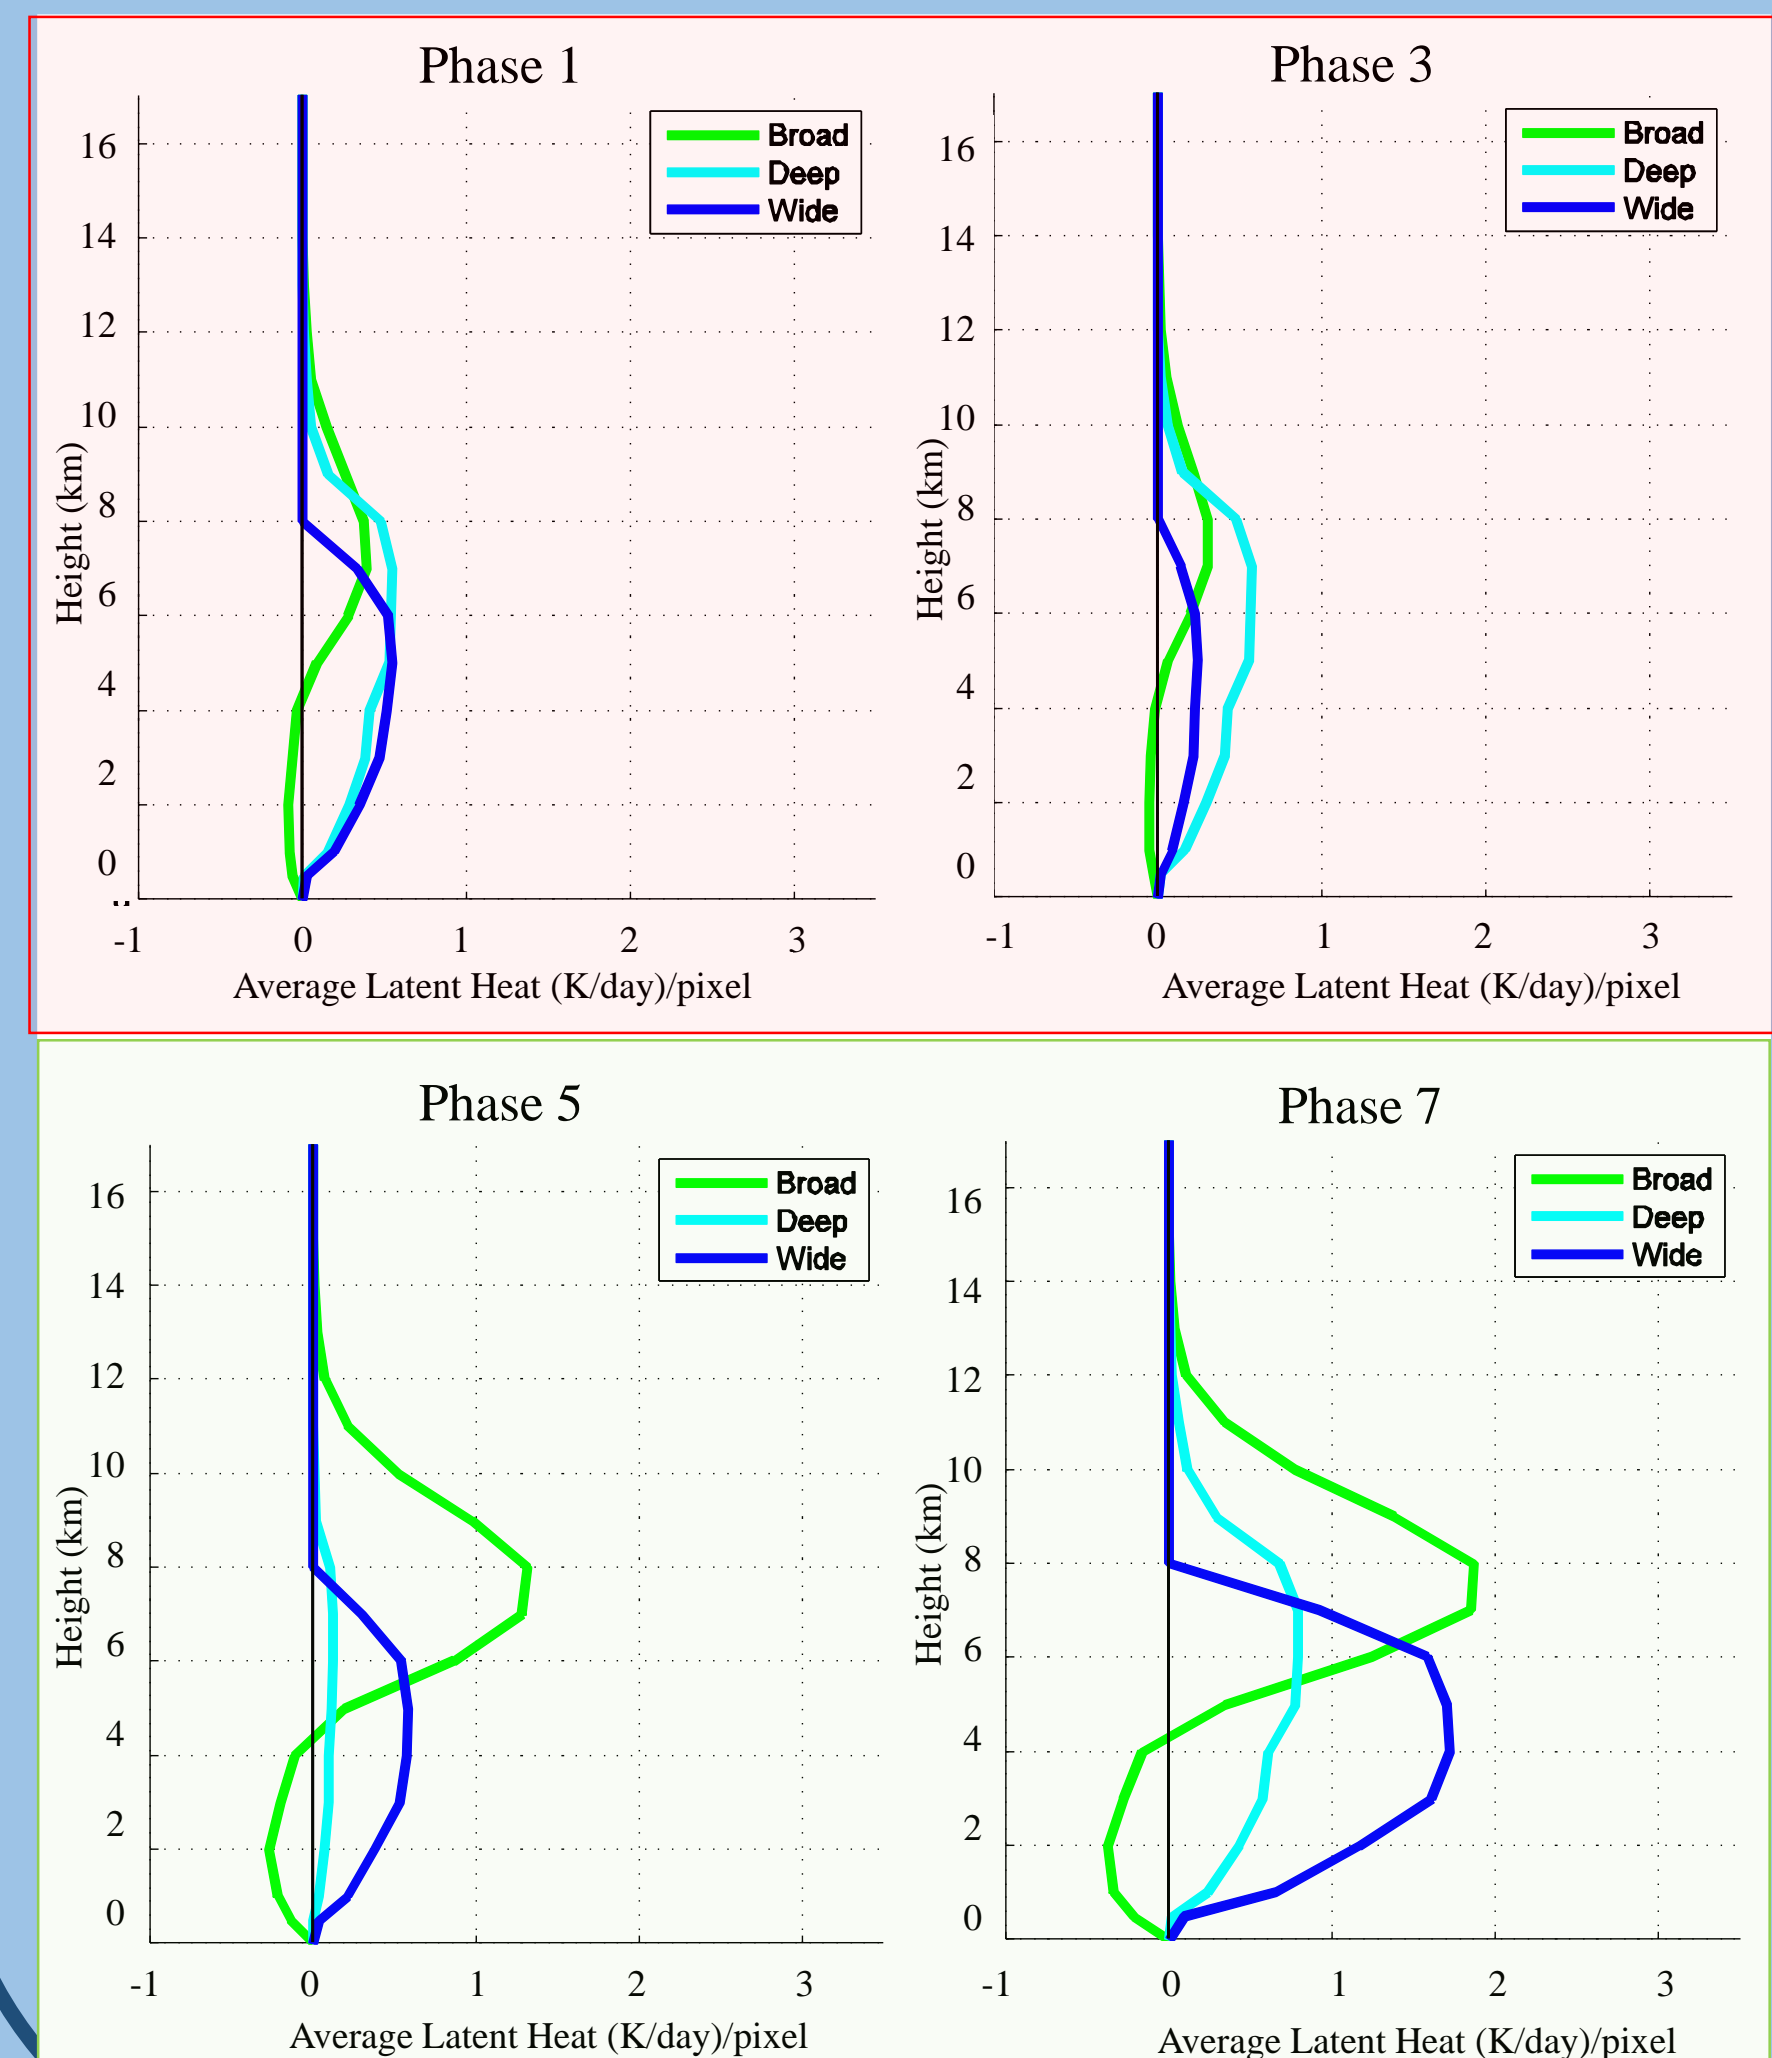 Phase 1
16
14
12
10
8
6
4
2
0
Height (km)
-1 0 1 2 3
Average Latent Heat (K/day)/pixel
Broad
Deep
Wide
Phase 3
16
14
12
10
8
6
4
2
0
Height (km)
-1 0 1 2 3
Average Latent Heat (K/day)/pixel
Broad
Deep
Wide
Phase 5
16
14
12
10
8
6
4
2
0
Height (km)
-1 0 1 2 3
Average Latent Heat (K/day)/pixel
Broad
Deep
Wide
Phase 7
16
14
12
10
8
6
4
2
0
Height (km)
-1 0 1 2 3
Average Latent Heat (K/day)/pixel
Broad
Deep
Wide